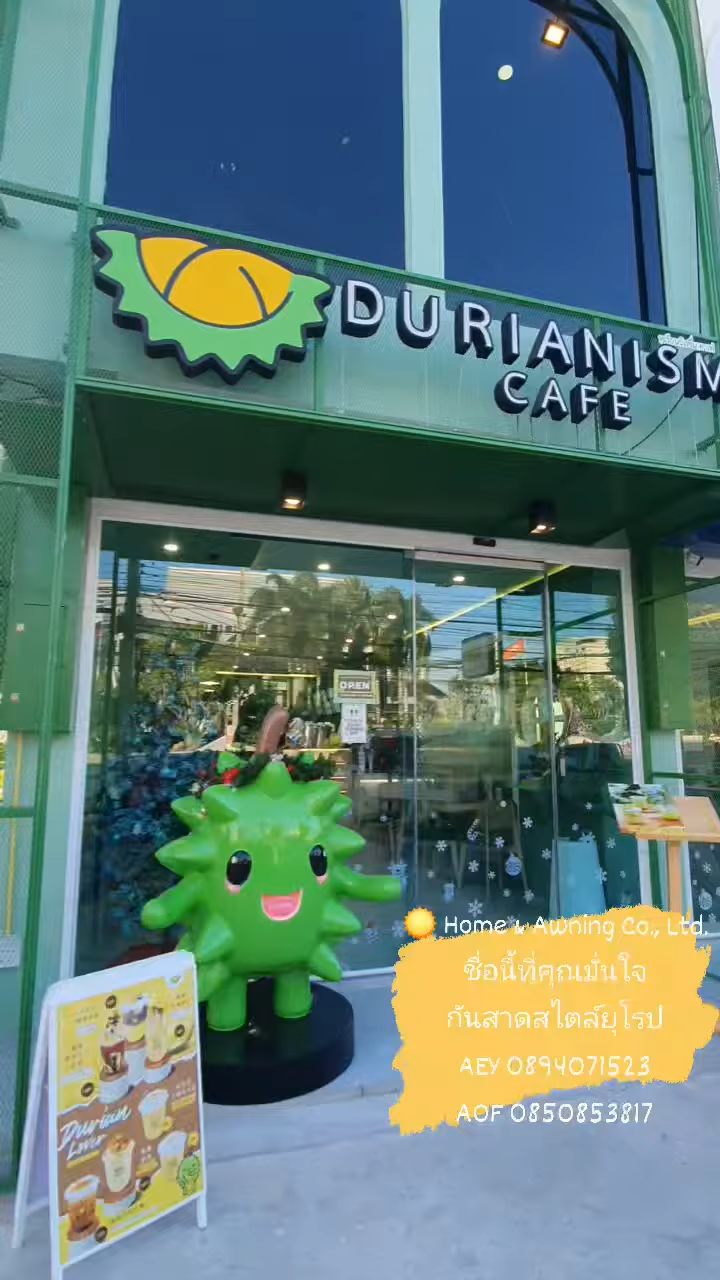 DURIANISM
CAFE
OPEN
Durian
Lover
Home & Awning Co., Ltd.
ชื่อนี้ที่คุณมั่นใจ
กันสาดสไตล์ยุโรป
AEY 0894071523
AOF 0850853817